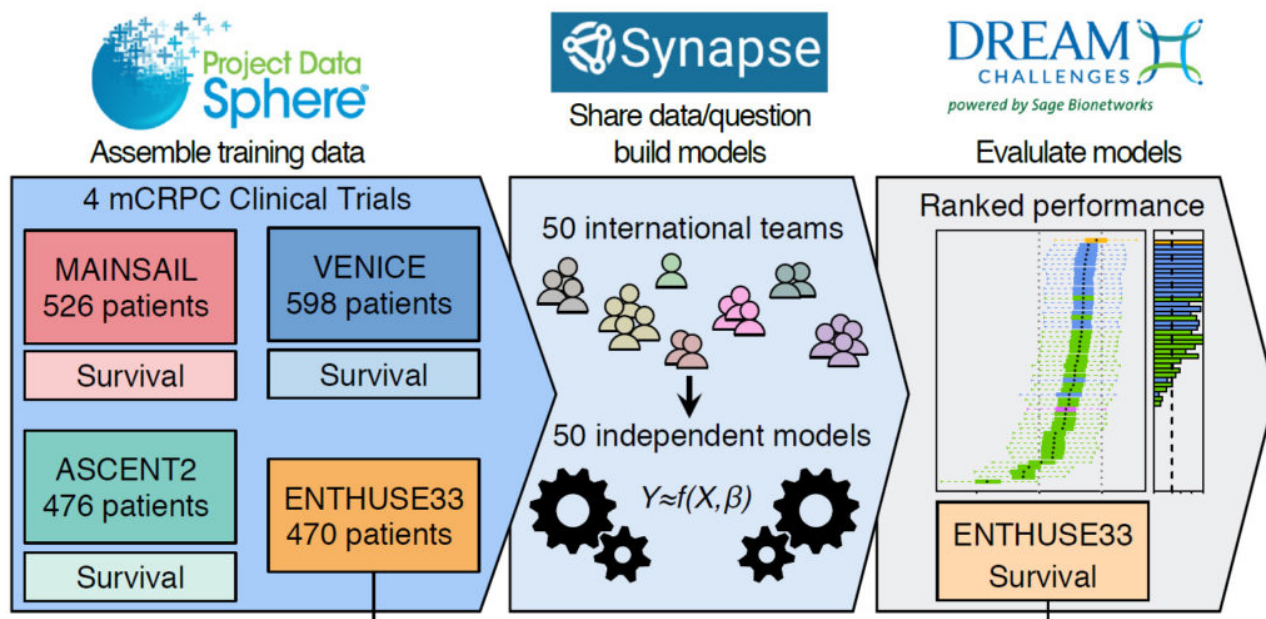 Project Data
Sphere®
Assemble training data
4 mCRPC Clinical Trials
MAINSAIL
526 patients
Survival
VENICE
598 patients
Survival
ASCENT2
476 patients
Survival
ENTHUSE33
470 patients
Synapse
Share data/question
build models
50 international teams
50 independent models
Y≈f(X,β)
DREAM
CHALLENGES
powered by Sage Bionetworks
Evalulate models
Ranked performance
ENTHUSE33
Survival